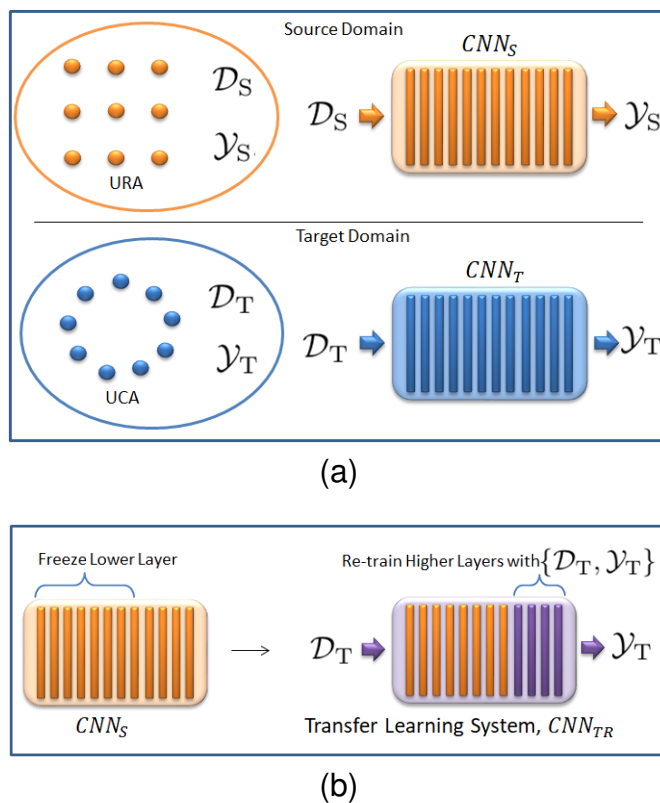 Source Domain
𝒟_S
𝒴_S
URA
CNN_S
𝒟_S
𝒴_S
Target Domain
𝒟_T
𝒴_T
UCA
CNN_T
𝒟_T
𝒴_T
(a)
Freeze Lower Layer
CNN_S
Re-train Higher Layers with {𝒟_T, 𝒴_T}
𝒟_T
𝒴_T
Transfer Learning System, CNN_TR
(b)